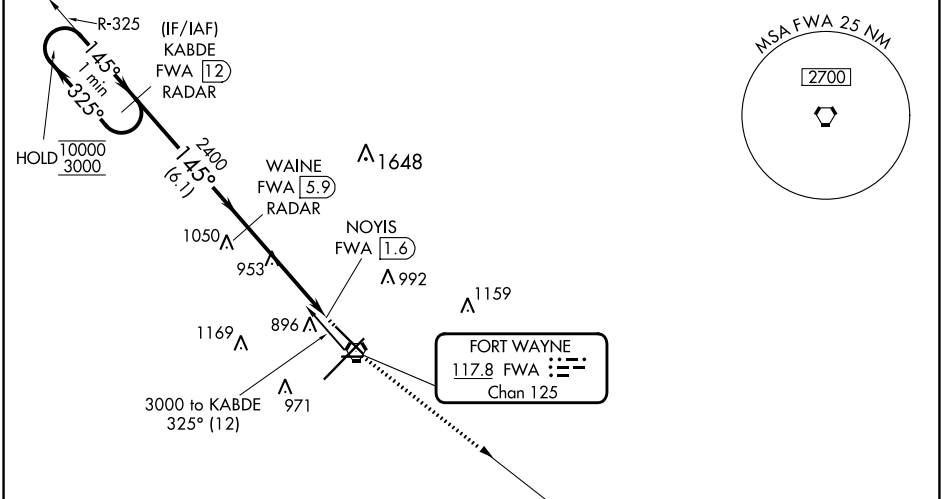 R-325
(IF/IAF)
KABDE
FWA 12
RADAR
145°
1 min
325°
HOLD 10000
3000
2400
145°
(6.1)
WAINE
FWA 5.9
RADAR
1648
1050
953
NOYIS
FWA 1.6
992
1159
896
1169
971
3000 to KABDE
325° (12)
FORT WAYNE
117.8 FWA
Chan 125
MSA FWA 25 NM
2700